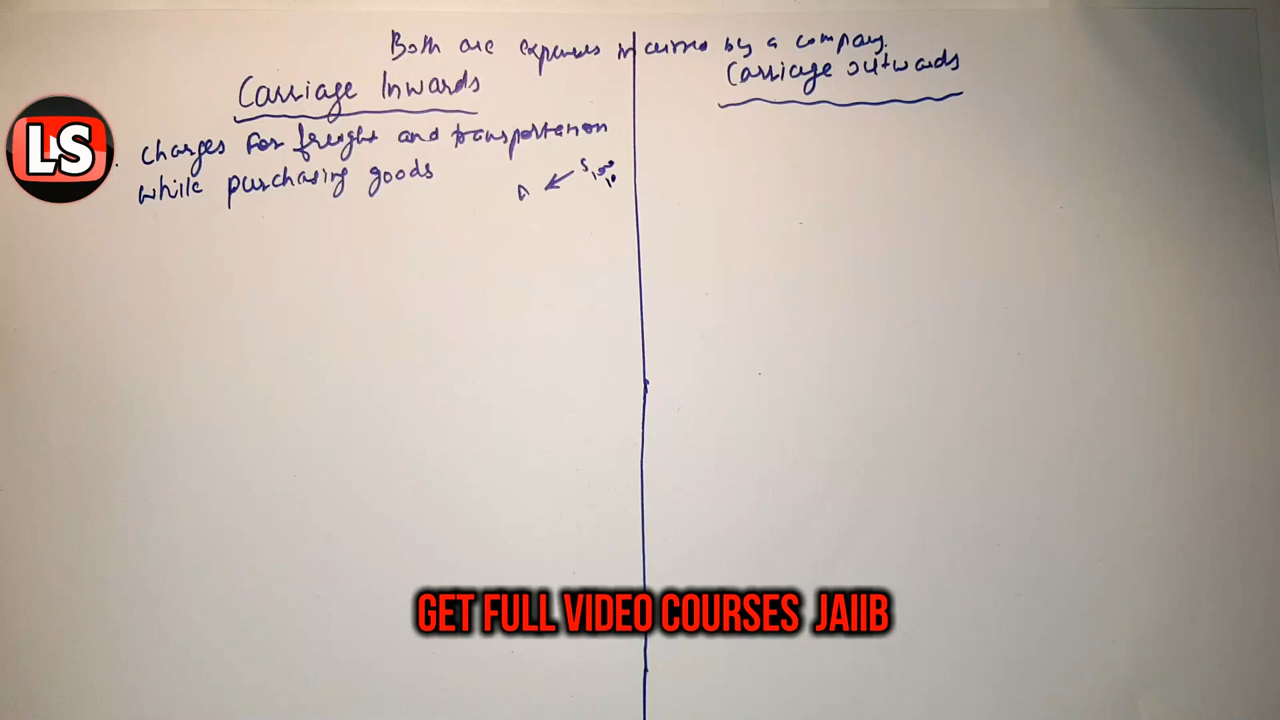 Both are expenses incurred by a company.
Carriage Inwards
Carriage outwards
LS
charges for freight and transportation
while purchasing goods
GET FULL VIDEO COURSES JAIIB